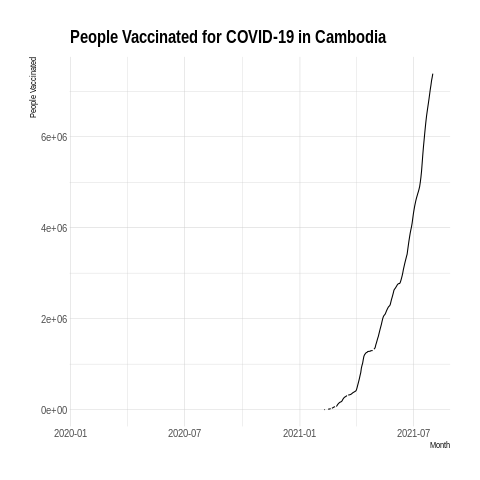 People Vaccinated for COVID-19 in Cambodia
People Vaccinated
6e+06
4e+06
2e+06
0e+00
2020-01 2020-07 2021-01 2021-07
Month